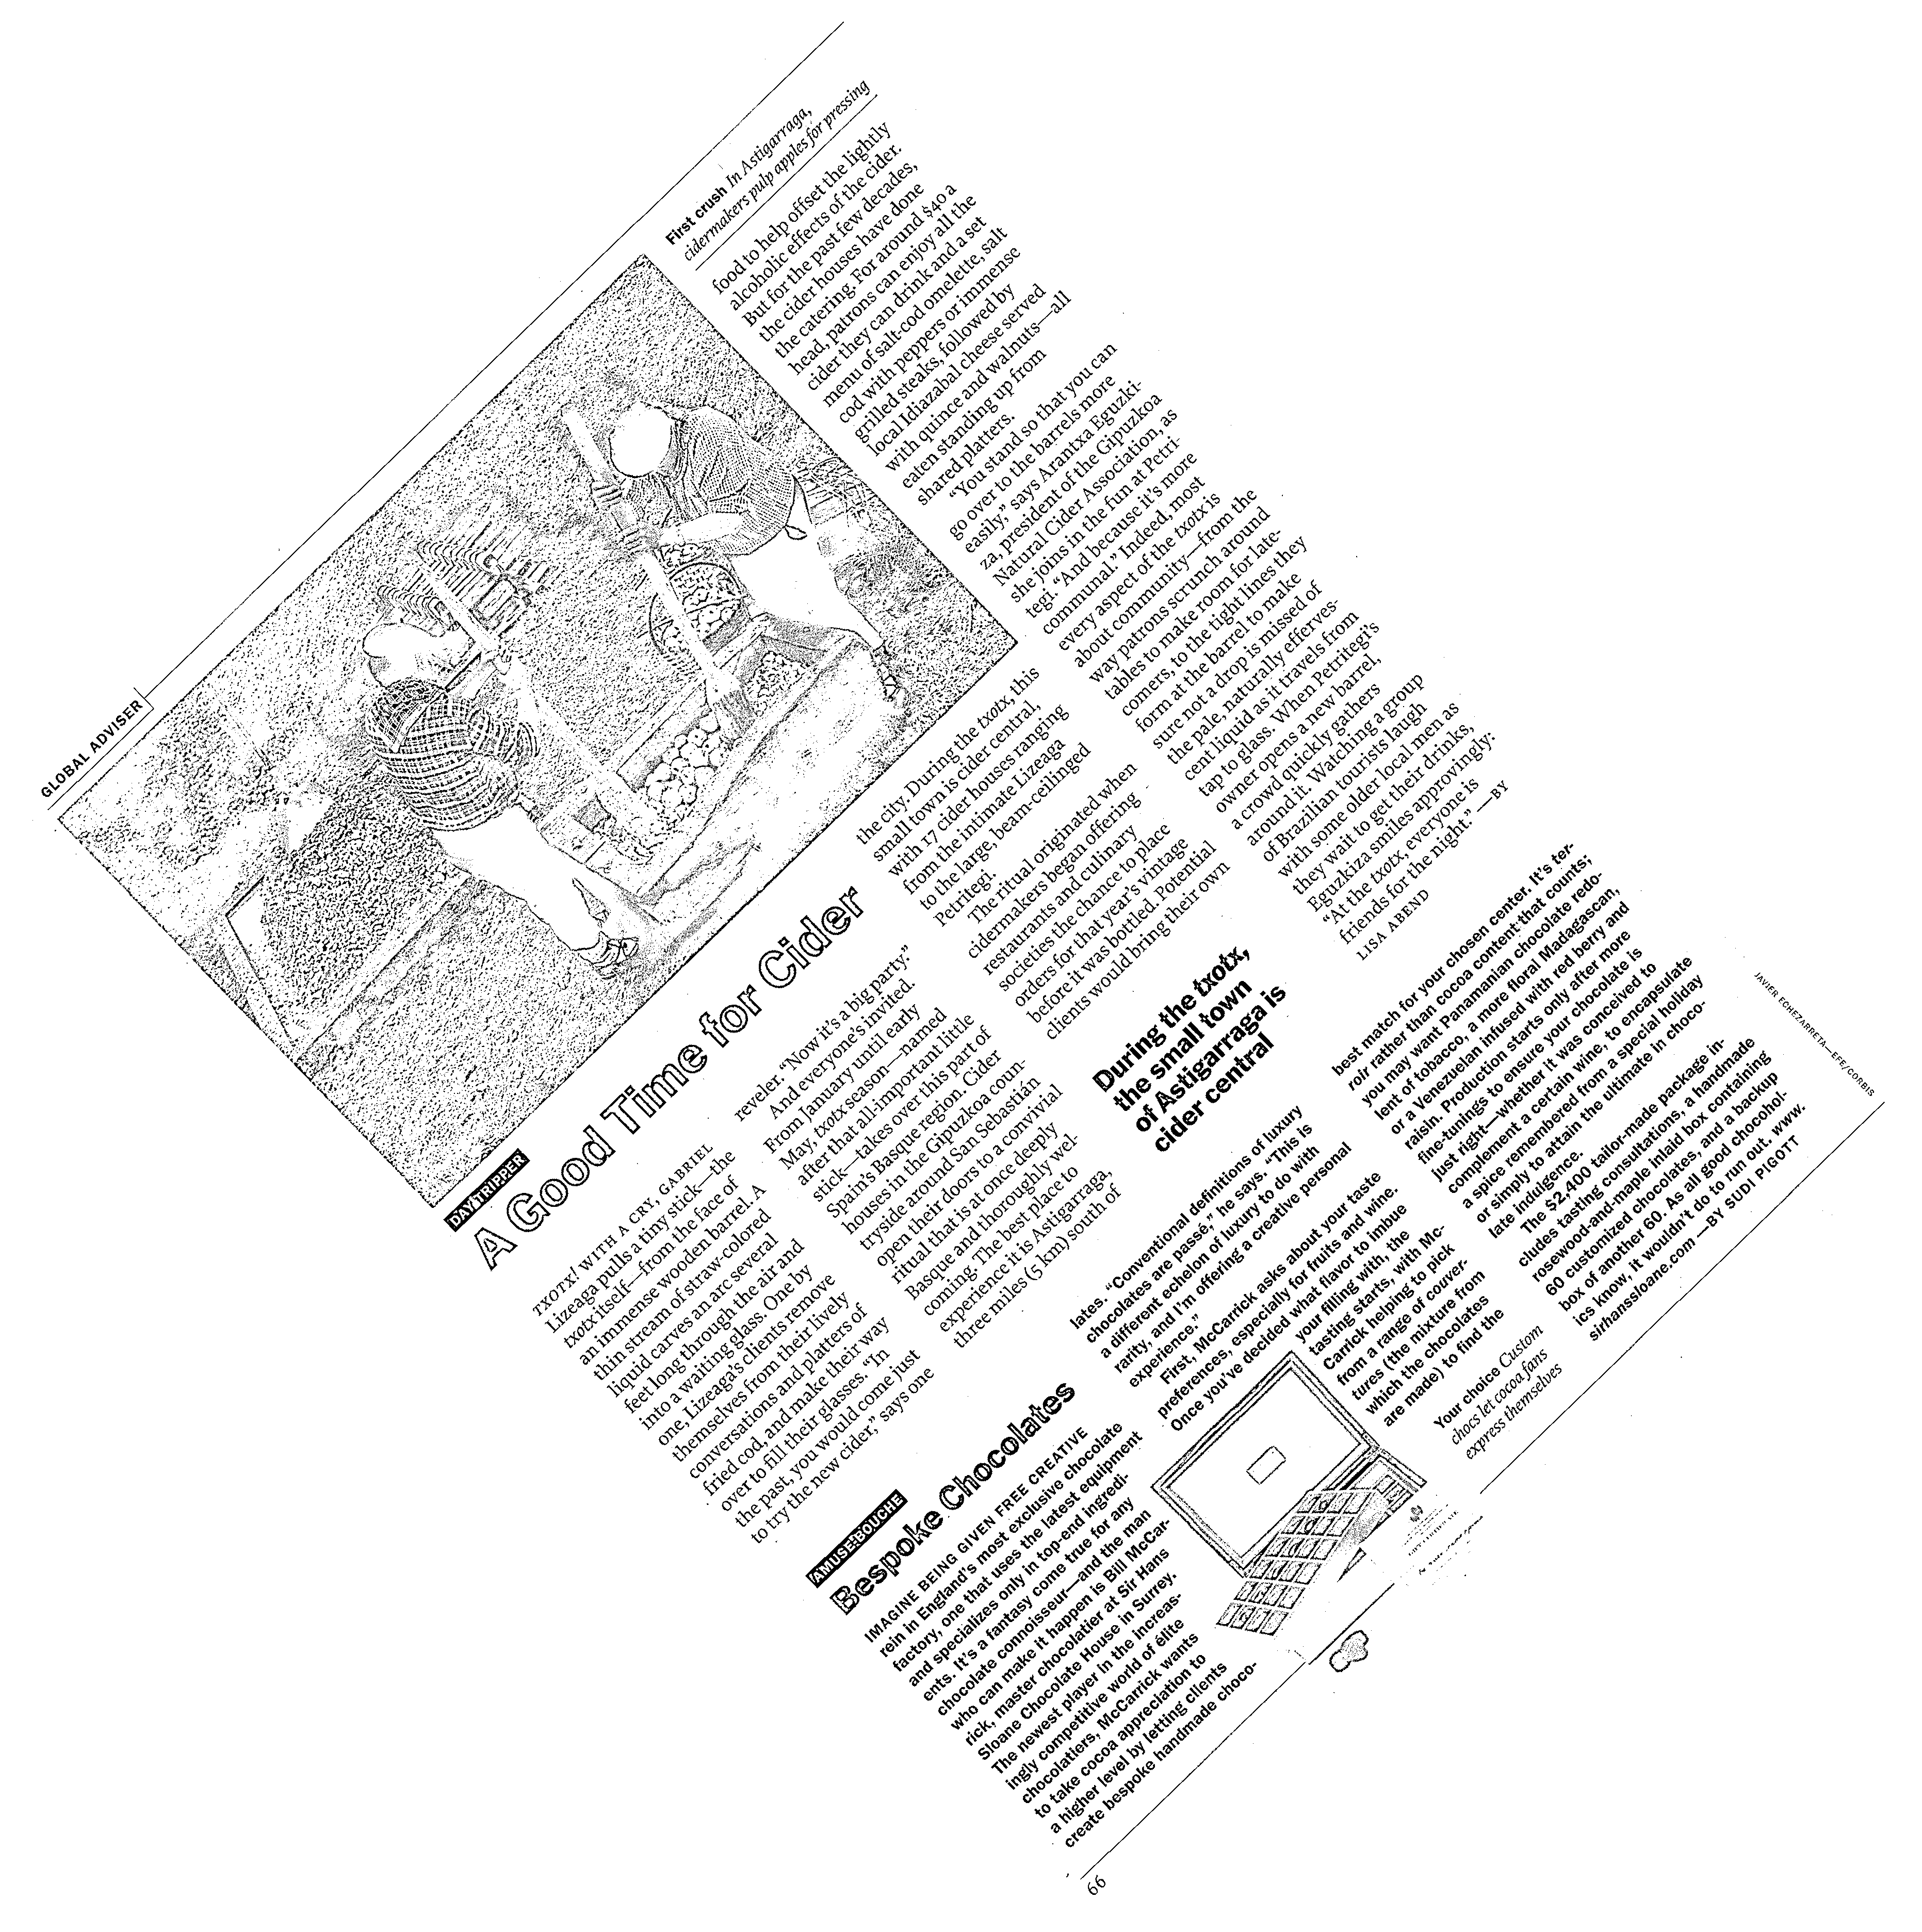 GLOBAL ADVISER
First crush In Astigarraga,
cidermakers pulp apples for pressing
DAYTRIPPER
A Good Time for Cider
TXOTX! WITH A CRY, GABRIEL
Lizeaga pulls a tiny stick—the
txotx itself—from the face of
an immense wooden barrel. A
thin stream of straw-colored
liquid carves an arc several
feet long through the air and
into a waiting glass. One by
one, Lizeaga's clients remove
themselves from their lively
conversations and platters of
fried cod, and make their way
over to fill their glasses. "In
the past, you would come just
to try the new cider," says one
reveler. "Now it's a big party."
And everyone's invited.
From January until early
May, txotx season—named
after that all-important little
stick—takes over this part of
Spain's Basque region. Cider
houses in the Gipuzkoa coun-
tryside around San Sebastián
open their doors to a convivial
ritual that is at once deeply
Basque and thoroughly wel-
coming. The best place to
experience it is Astigarraga,
three miles (5 km) south of
the city. During the txotx, this
small town is cider central,
with 17 cider houses ranging
from the intimate Lizeaga
to the large, beam-ceilinged
Petritegi.
The ritual originated when
cidermakers began offering
restaurants and culinary
societies the chance to place
orders for that year's vintage
before it was bottled. Potential
clients would bring their own
During the txotx,
the small town
of Astigarraga is
cider central
food to help offset the lightly
alcoholic effects of the cider.
But for the past few decades,
the cider houses have done
the catering. For around $40 a
head, patrons can enjoy all the
cider they can drink and a set
menu of salt-cod omelette, salt
cod with peppers or immense
grilled steaks, followed by
local Idiazabal cheese served
with quince and walnuts—all
eaten standing up from
shared platters.
"You stand so that you can
go over to the barrels more
easily," says Arantxa Eguzki-
za, president of the Gipuzkoa
Natural Cider Association, as
she joins in the fun at Petri-
tegi. "And because it's more
communal." Indeed, most
every aspect of the txotx is
about community—from the
way patrons scrunch around
tables to make room for late-
comers, to the tight lines they
form at the barrel to make
sure not a drop is missed of
the pale, naturally efferves-
cent liquid as it travels from
tap to glass. When Petritegi's
owner opens a new barrel,
a crowd quickly gathers
around it. Watching a group
of Brazilian tourists laugh
with some older local men as
they wait to get their drinks,
Eguzkiza smiles approvingly:
"At the txotx, everyone is
friends for the night." —BY
LISA ABEND
JAVIER ECHEZARRETA—EFE/CORBIS
AMUSE-BOUCHE
Bespoke Chocolates
IMAGINE BEING GIVEN FREE CREATIVE
rein in England's most exclusive chocolate
factory, one that uses the latest equipment
and specializes only in top-end ingredi-
ents. It's a fantasy come true for any
chocolate connoisseur—and the man
who can make it happen is Bill McCar-
rick, master chocolatier at Sir Hans
Sloane Chocolate House in Surrey.
The newest player in the increas-
ingly competitive world of élite
chocolatiers, McCarrick wants
to take cocoa appreciation to
a higher level by letting clients
create bespoke handmade choco-
lates. "Conventional definitions of luxury
chocolates are passé," he says. "This is
a different echelon of luxury to do with
rarity, and I'm offering a creative personal
experience."
First, McCarrick asks about your taste
preferences, especially for fruits and wine.
Once you've decided what flavor to imbue
your filling with, the
tasting starts, with Mc-
Carrick helping to pick
from a range of couver-
tures (the mixture from
which the chocolates
are made) to find the
best match for your chosen center. It's ter-
roir rather than cocoa content that counts;
you may want Panamanian chocolate redo-
lent of tobacco, a more floral Madagascan,
or a Venezuelan infused with red berry and
raisin. Production starts only after more
fine-tunings to ensure your chocolate is
just right—whether it was conceived to
complement a certain wine, to encapsulate
a spice remembered from a special holiday
or simply to attain the ultimate in choco-
late indulgence.
The $2,400 tailor-made package in-
cludes tasting consultations, a handmade
rosewood-and-maple inlaid box containing
60 customized chocolates, and a backup
box of another 60. As all good chocohol-
ics know, it wouldn't do to run out. www.
sirhanssloane.com —BY SUDI PIGOTT
Your choice Custom
chocs let cocoa fans
express themselves
66